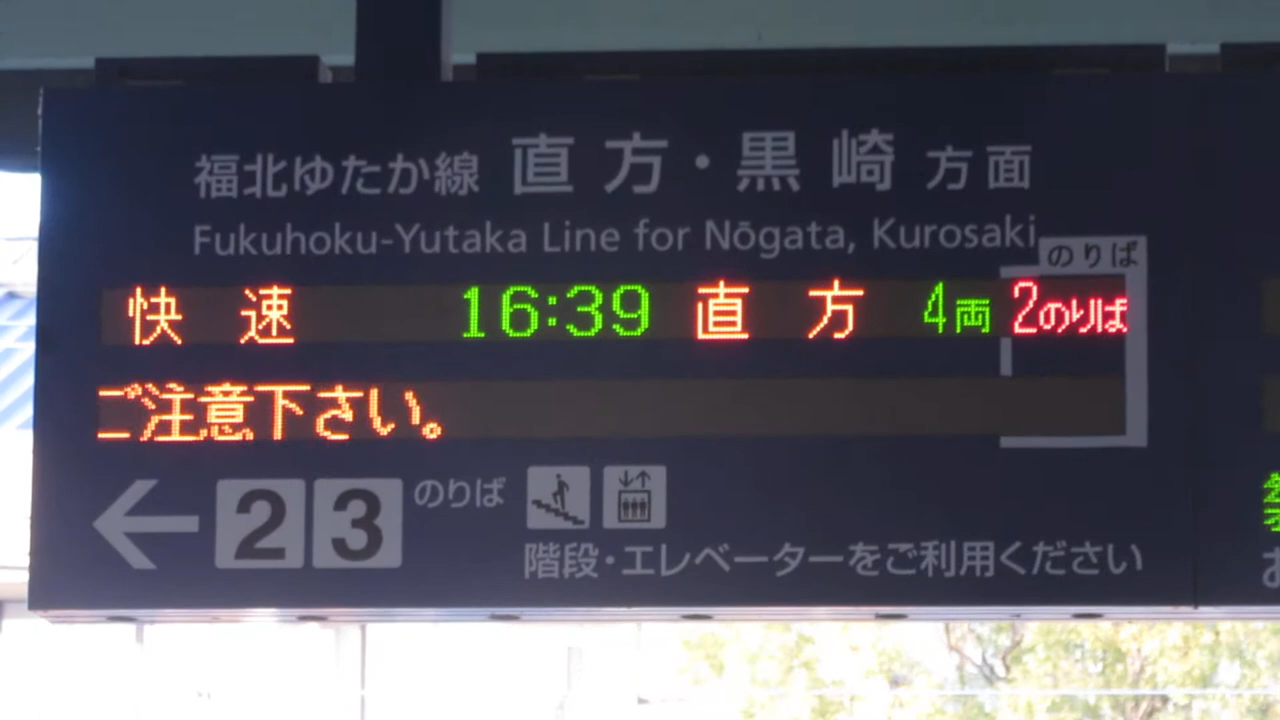 福北ゆたか線 直方・黒崎 方面
Fukuhoku-Yutaka Line for Nōgata, Kurosaki
のりば
快速 16:39 直方 4両 2のりば
ご注意下さい。
← 2 3 のりば
階段・エレベーターをご利用ください